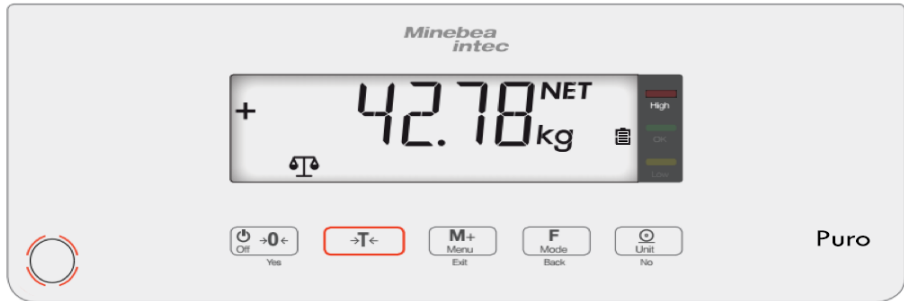 Minebea
intec
+ 42.78 NET
kg
High
OK
Low
Off →0← →T← M+ Menu F Mode Unit
Yes Exit Back No
Puro